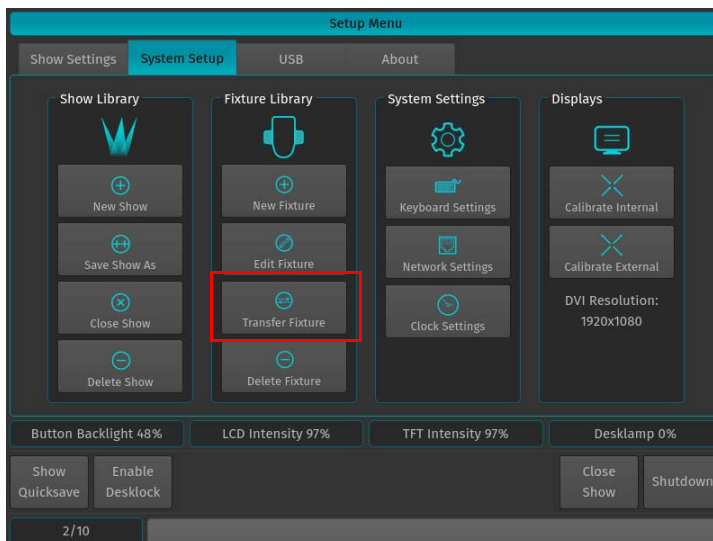 Setup Menu
Show Settings System Setup USB About
Show Library Fixture Library System Settings Displays
New Show New Fixture Keyboard Settings Calibrate Internal
Save Show As Edit Fixture Network Settings Calibrate External
Close Show Transfer Fixture Clock Settings DVI Resolution:
1920x1080
Delete Show Delete Fixture
Button Backlight 48% LCD Intensity 97% TFT Intensity 97% Desklamp 0%
Show Enable Close Shutdown
Quicksave Desklock Show
2/10